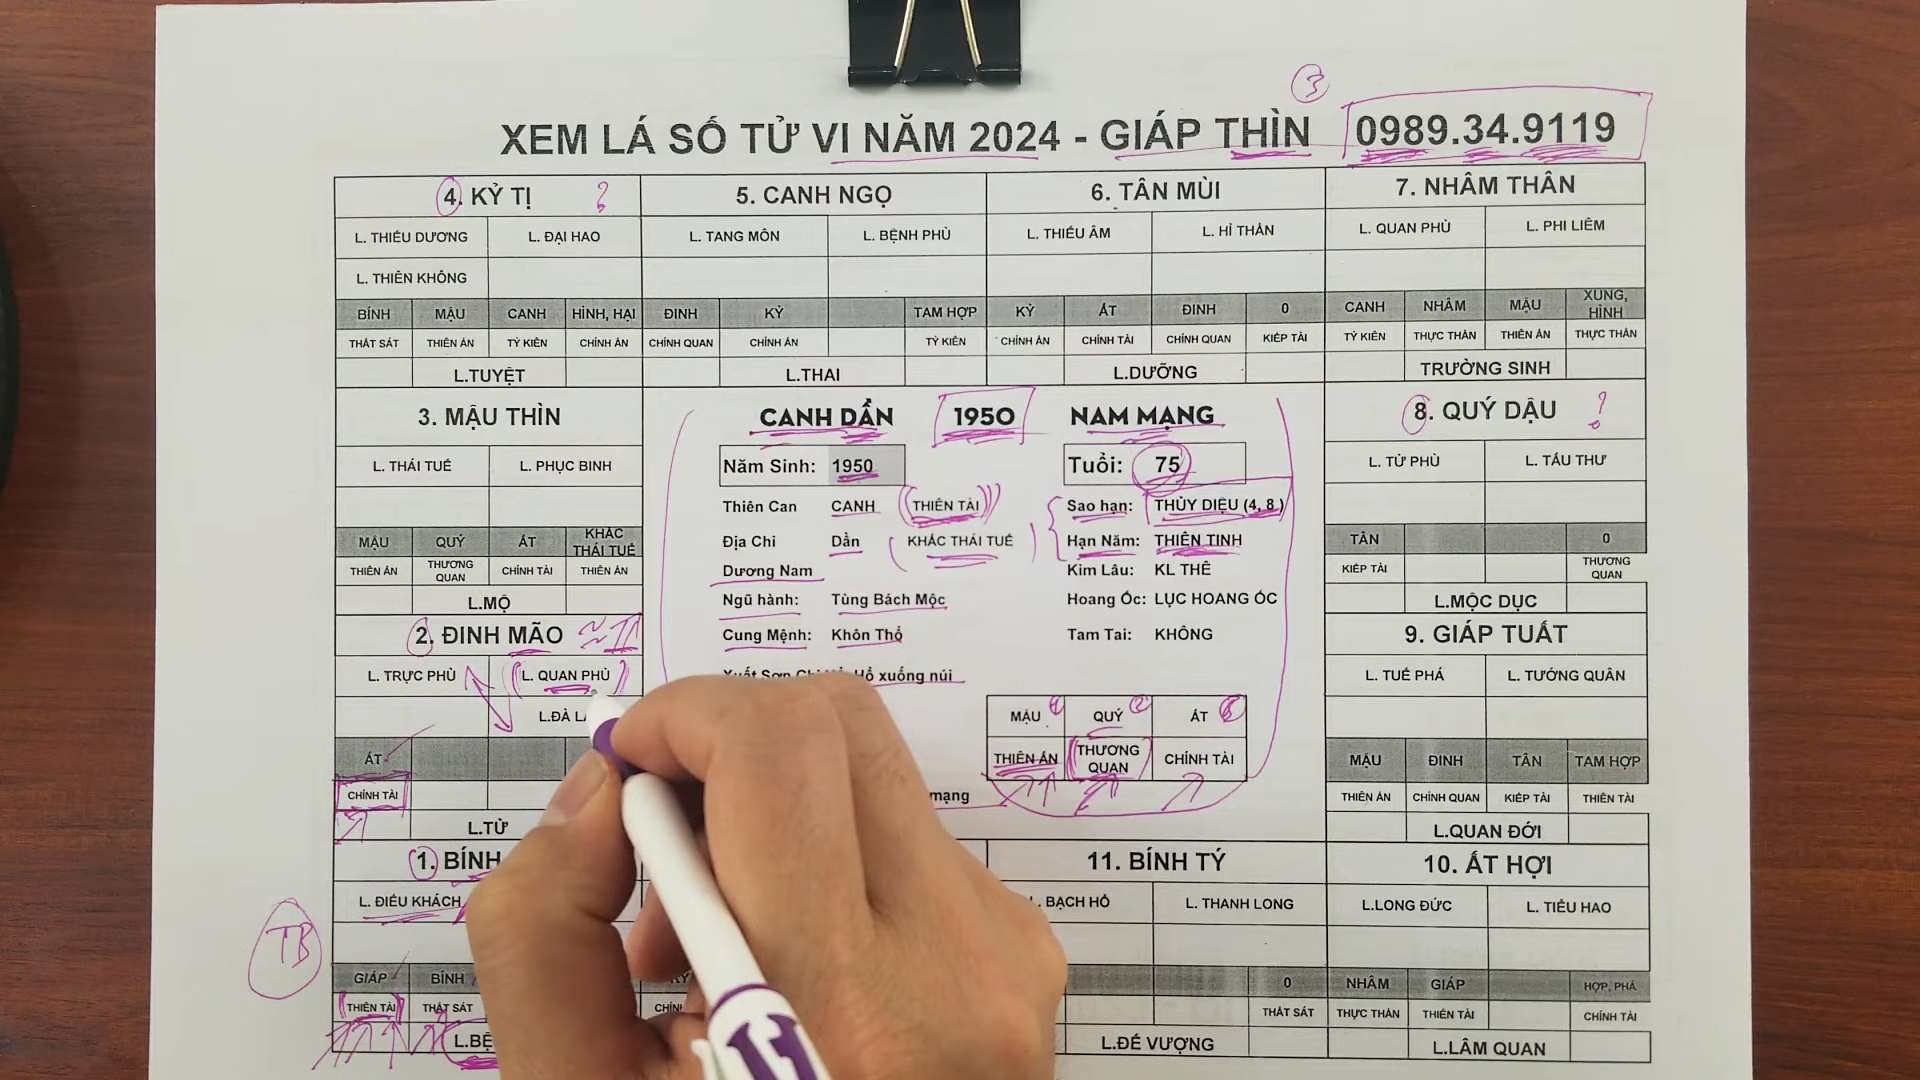 3
XEM LÁ SỐ TỬ VI NĂM 2024 - GIÁP THÌN 0989.34.9119
4. KỶ TỊ ?
L. THIẾU DƯƠNG L. ĐẠI HAO
L. THIÊN KHÔNG
BÍNH MẬU CANH HÌNH, HẠI
THẤT SÁT THIÊN ẤN TỶ KIÊN CHÍNH ẤN
L.TUYỆT
5. CANH NGỌ
L. TANG MÔN L. BỆNH PHÙ
ĐINH KỶ TAM HỢP
CHÍNH QUAN CHÍNH ẤN TỶ KIÊN
L.THAI
6. TÂN MÙI
L. THIẾU ÂM L. HỈ THẦN
KỶ ẤT ĐINH 0
CHÍNH ẤN CHÍNH TÀI CHÍNH QUAN KIẾP TÀI
L.DƯỠNG
7. NHÂM THÂN
L. QUAN PHÙ L. PHI LIÊM
CANH NHÂM MẬU XUNG, HÌNH
TỶ KIÊN THỰC THẦN THIÊN ẤN THỰC THẦN
TRƯỜNG SINH
3. MẬU THÌN
L. THÁI TUẾ L. PHỤC BINH
MẬU QUÝ ẤT KHẮC THÁI TUẾ
THIÊN ẤN THƯƠNG QUAN CHÍNH TÀI THIÊN ẤN
L.MỘ
CANH DẦN 1950 NAM MẠNG
Năm Sinh: 1950 Tuổi: 75
Thiên Can CANH THIÊN TÀI Sao hạn: THỦY DIỆU (4, 8 )
Địa Chi Dần KHẮC THÁI TUẾ Hạn Năm: THIÊN TINH
Dương Nam Kim Lâu: KL THÊ
Ngũ hành: Tùng Bách Mộc Hoang Ốc: LỤC HOANG ỐC
Cung Mệnh: Khôn Thổ Tam Tai: KHÔNG
Xuất Sơn Chi Hổ xuống núi
MẬU 1 QUÝ 2 ẤT 3
THIÊN ẤN THƯƠNG QUAN CHÍNH TÀI
mạng
8. QUÝ DẬU ?
L. TỬ PHÙ L. TẤU THƯ
TÂN 0
KIẾP TÀI THƯƠNG QUAN
L.MỘC DỤC
2. ĐINH MÃO
L. TRỰC PHÙ L. QUAN PHỦ
L.ĐÀ
ẤT
CHÍNH TÀI
L.TỬ
9. GIÁP TUẤT
L. TUẾ PHÁ L. TƯỚNG QUÂN
MẬU ĐINH TÂN TAM HỢP
THIÊN ẤN CHÍNH QUAN KIẾP TÀI THIÊN TÀI
L.QUAN ĐỚI
1. BÍNH
L. ĐIẾU KHÁCH
TB
GIÁP BÍNH
THIÊN TÀI THẤT SÁT
L.BỆ
11. BÍNH TÝ
L. BẠCH HỔ L. THANH LONG
0
THẤT SÁT
L.ĐẾ VƯỢNG
10. ẤT HỢI
L.LONG ĐỨC L. TIỂU HAO
NHÂM GIÁP HỢP, PHÁ
THỰC THẦN THIÊN TÀI CHÍNH TÀI
L.LÂM QUAN